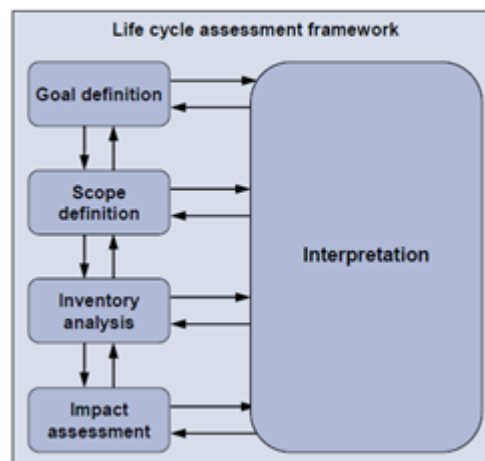 Life cycle assessment framework
Goal definition
Scope
definition
Inventory
analysis
Impact
assessment
Interpretation